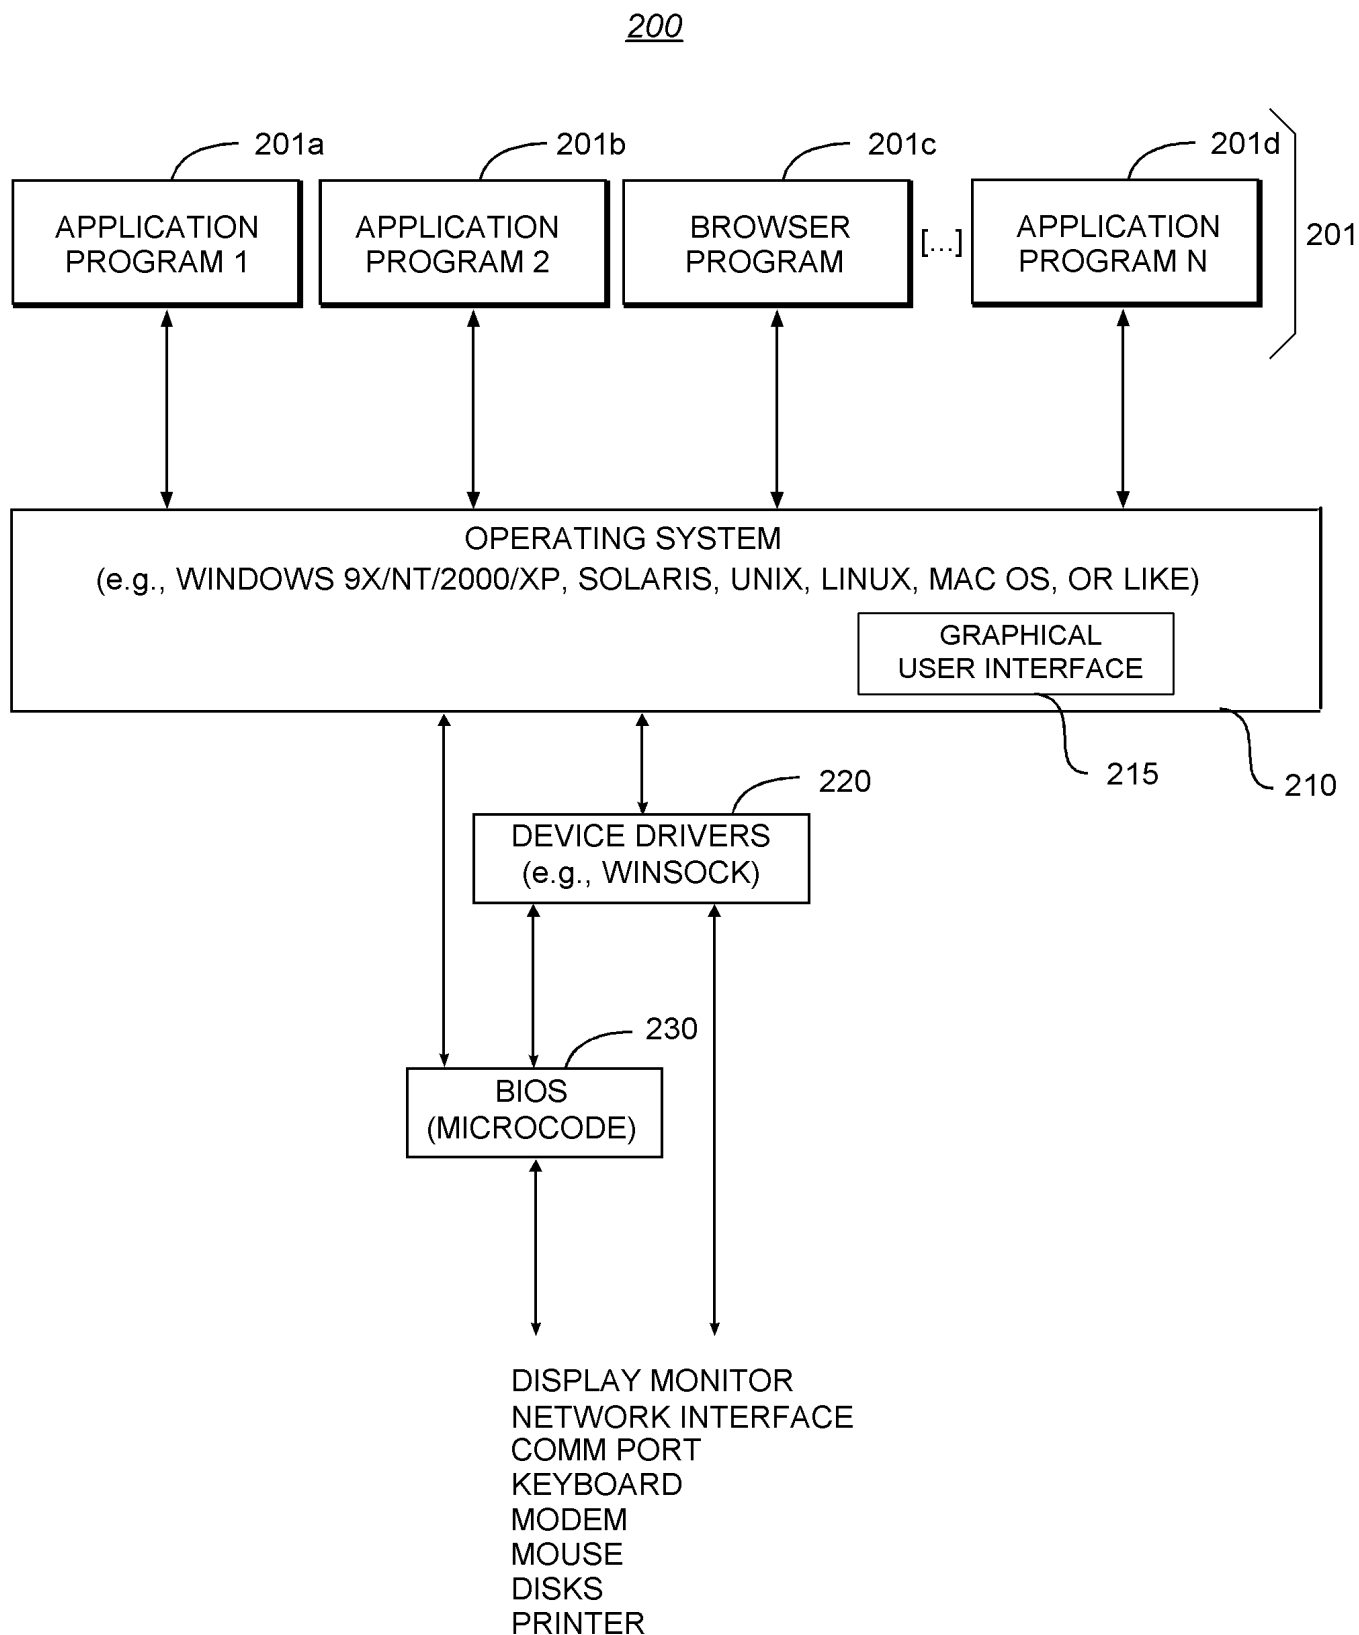 200
201a
201b
201c
201d
APPLICATION
PROGRAM 1
APPLICATION
PROGRAM 2
BROWSER
PROGRAM
[...]
APPLICATION
PROGRAM N
201
OPERATING SYSTEM
(e.g., WINDOWS 9X/NT/2000/XP, SOLARIS, UNIX, LINUX, MAC OS, OR LIKE)
GRAPHICAL
USER INTERFACE
215
210
220
DEVICE DRIVERS
(e.g., WINSOCK)
230
BIOS
(MICROCODE)
DISPLAY MONITOR
NETWORK INTERFACE
COMM PORT
KEYBOARD
MODEM
MOUSE
DISKS
PRINTER